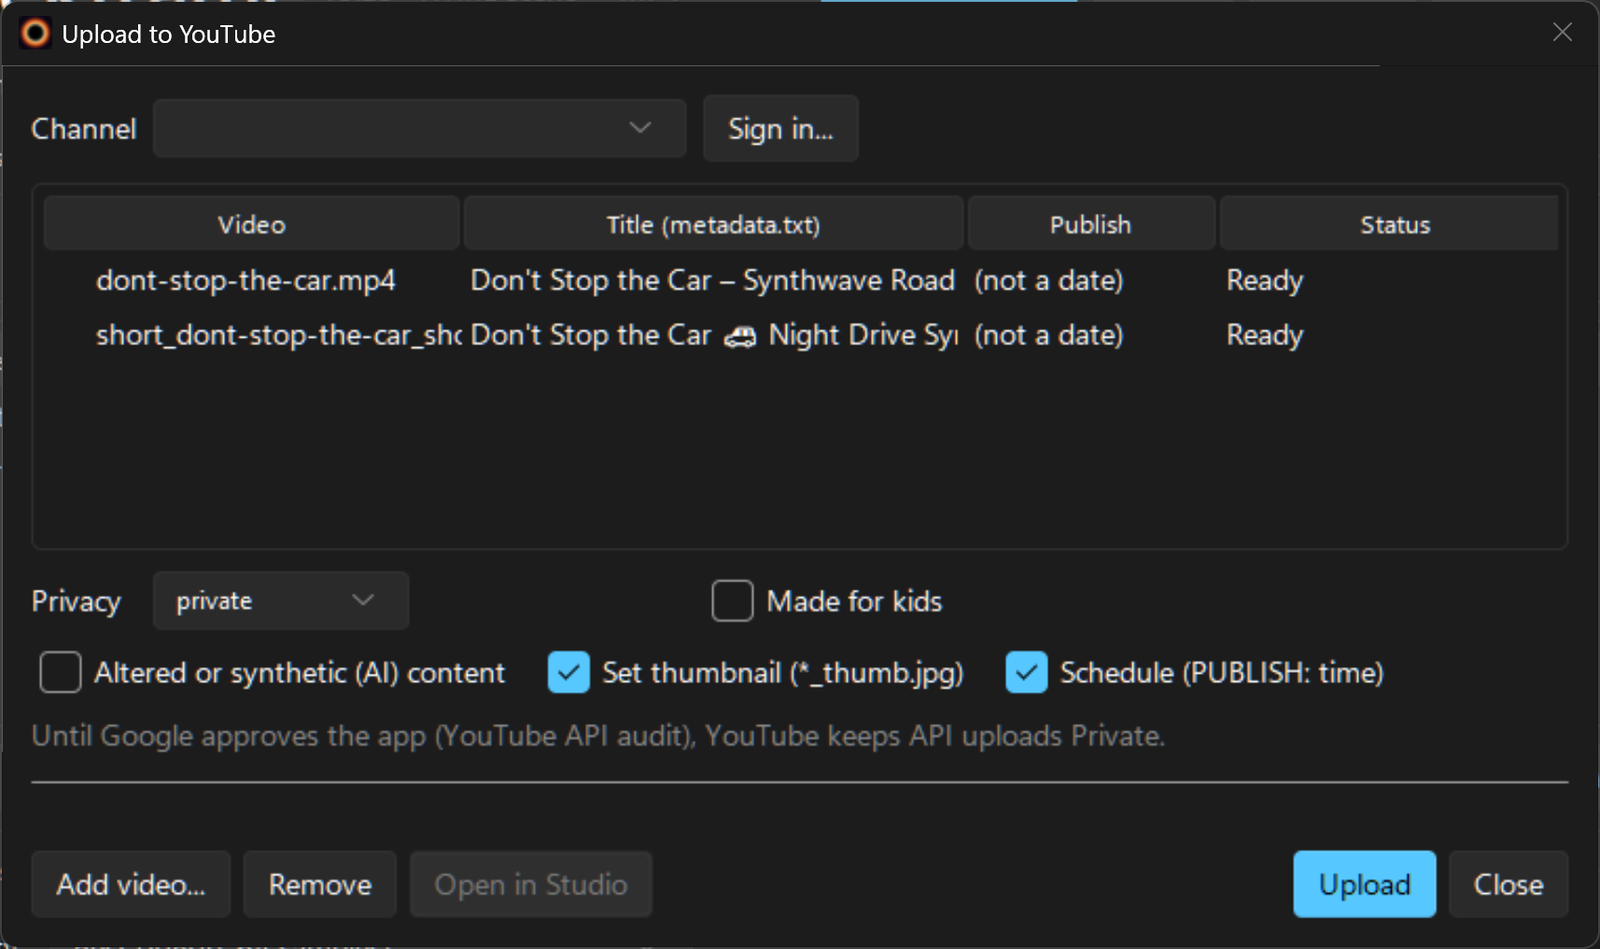 Upload to YouTube
Channel
Sign in...
Video Title (metadata.txt) Publish Status
dont-stop-the-car.mp4 Don't Stop the Car – Synthwave Road (not a date) Ready
short_dont-stop-the-car_sho Don't Stop the Car 🚗 Night Drive Syn (not a date) Ready
Privacy private Made for kids
Altered or synthetic (AI) content Set thumbnail (*_thumb.jpg) Schedule (PUBLISH: time)
Until Google approves the app (YouTube API audit), YouTube keeps API uploads Private.
Add video... Remove Open in Studio Upload Close